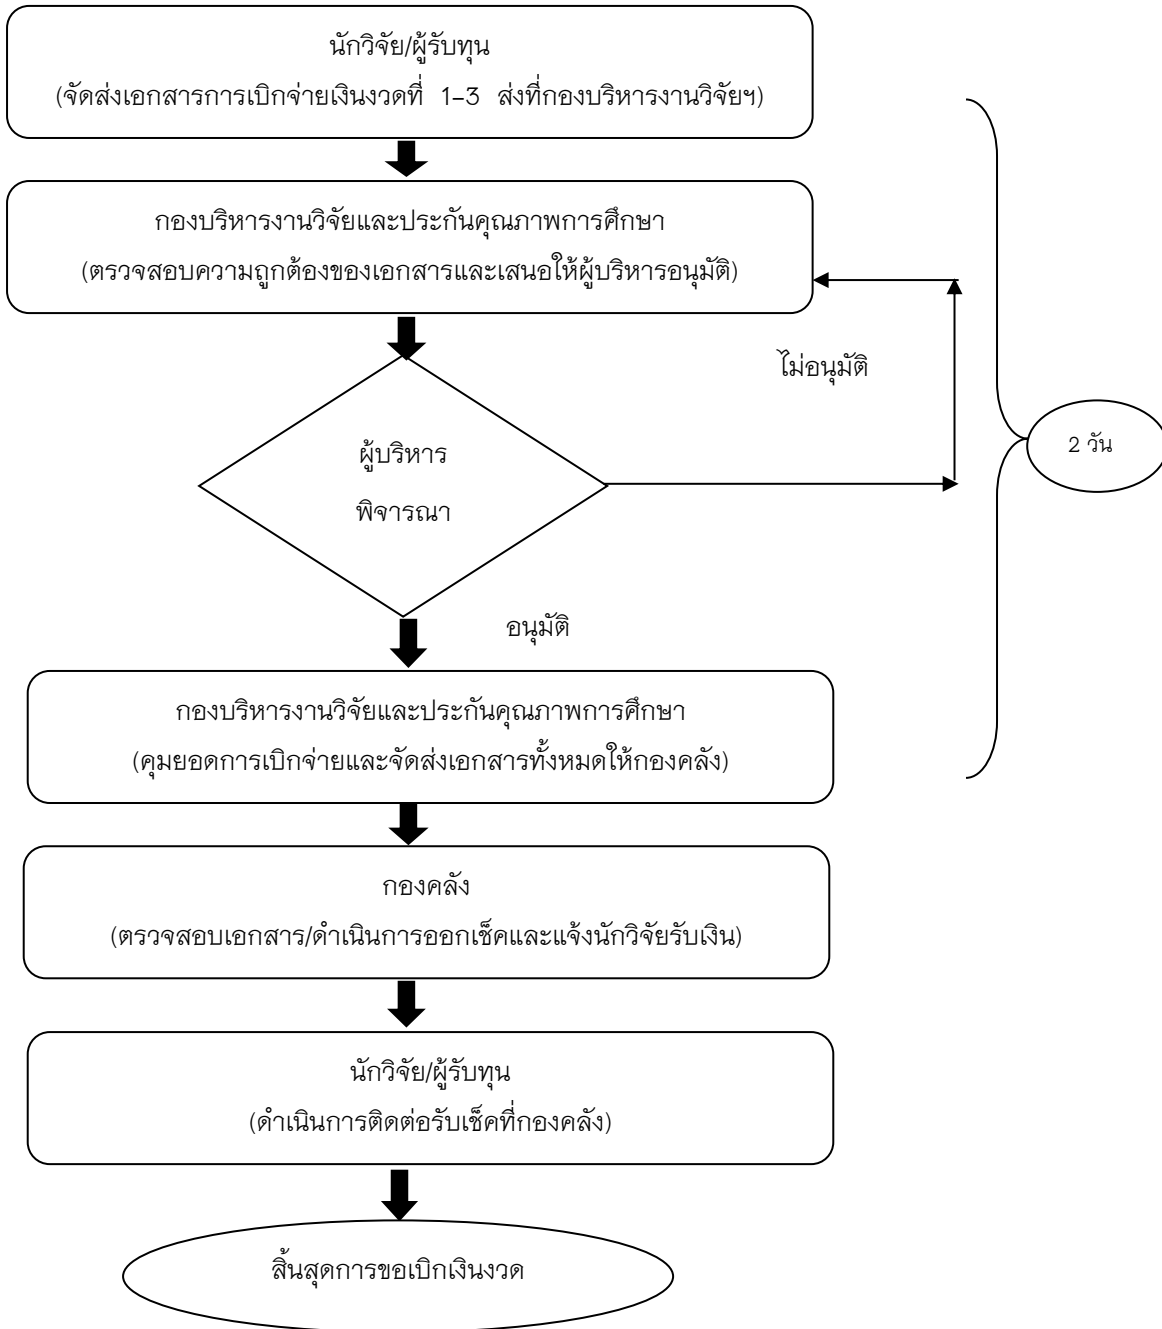 นักวิจัย/ผู้รับทุน
(จัดส่งเอกสารการเบิกจ่ายเงินงวดที่ 1-3 ส่งที่กองบริหารงานวิจัยฯ)
กองบริหารงานวิจัยและประกันคุณภาพการศึกษา
(ตรวจสอบความถูกต้องของเอกสารและเสนอให้ผู้บริหารอนุมัติ)
ไม่อนุมัติ
2 วัน
ผู้บริหาร
พิจารณา
อนุมัติ
กองบริหารงานวิจัยและประกันคุณภาพการศึกษา
(คุมยอดการเบิกจ่ายและจัดส่งเอกสารทั้งหมดให้กองคลัง)
กองคลัง
(ตรวจสอบเอกสาร/ดำเนินการออกเช็คและแจ้งนักวิจัยรับเงิน)
นักวิจัย/ผู้รับทุน
(ดำเนินการติดต่อรับเช็คที่กองคลัง)
สิ้นสุดการขอเบิกเงินงวด